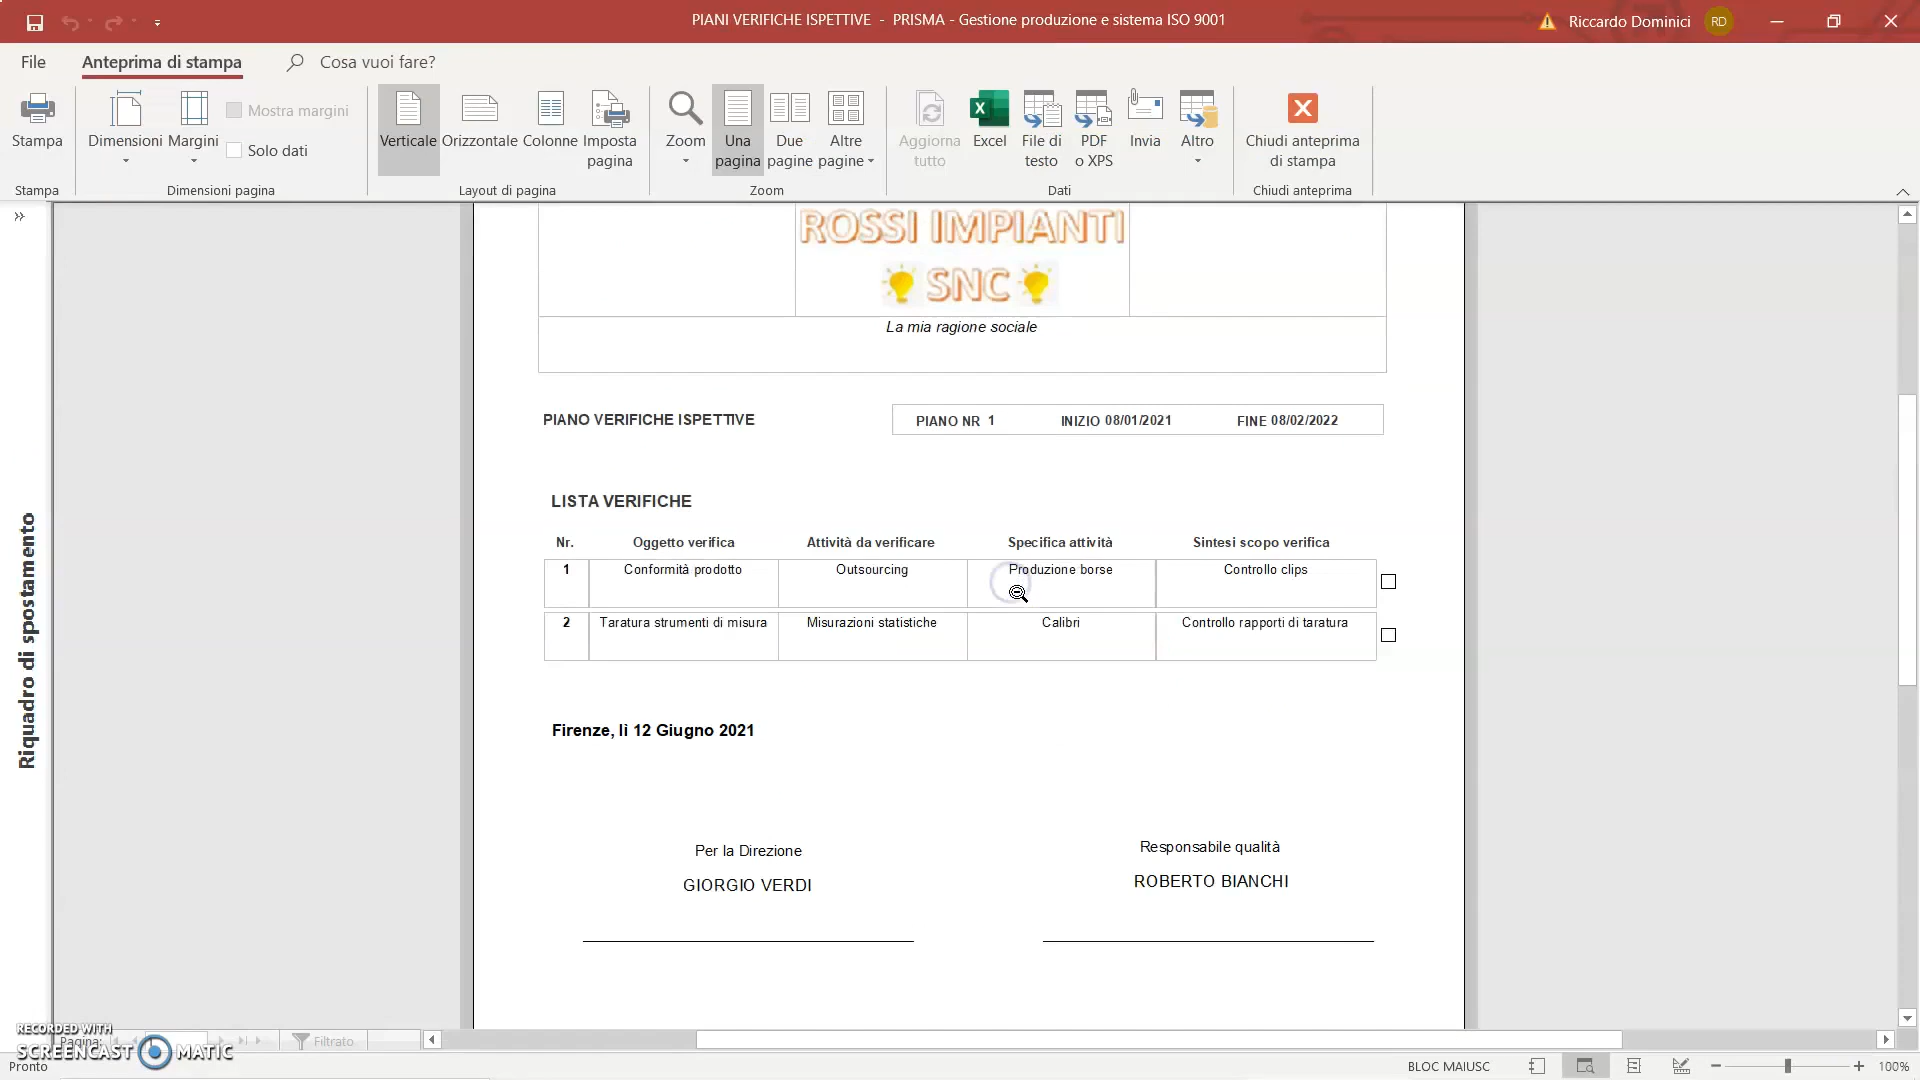 PIANI VERIFICHE ISPETTIVE - PRISMA - Gestione produzione e sistema ISO 9001
Riccardo Dominici
RD
File
Anteprima di stampa
Cosa vuoi fare?
Stampa
Dimensioni
Margini
Mostra margini
Solo dati
Verticale
Orizzontale
Colonne
Imposta pagina
Zoom
Una pagina
Due pagine
Altre pagine
Aggiorna tutto
Excel
File di testo
PDF o XPS
Invia
Altro
Chiudi anteprima di stampa
Stampa
Dimensioni pagina
Layout di pagina
Zoom
Dati
Chiudi anteprima
Riquadro di spostamento
ROSSI IMPIANTI
SNC
La mia ragione sociale
PIANO VERIFICHE ISPETTIVE
PIANO NR 1 INIZIO 08/01/2021 FINE 08/02/2022
LISTA VERIFICHE
Nr. Oggetto verifica Attività da verificare Specifica attività Sintesi scopo verifica
1 Conformità prodotto Outsourcing Produzione borse Controllo clips
2 Taratura strumenti di misura Misurazioni statistiche Calibri Controllo rapporti di taratura
Firenze, lì 12 Giugno 2021
Per la Direzione
GIORGIO VERDI
Responsabile qualità
ROBERTO BIANCHI
Pagina:
Filtrato
RECORDED WITH
SCREENCAST MATIC
Pronto
BLOC MAIUSC
100%